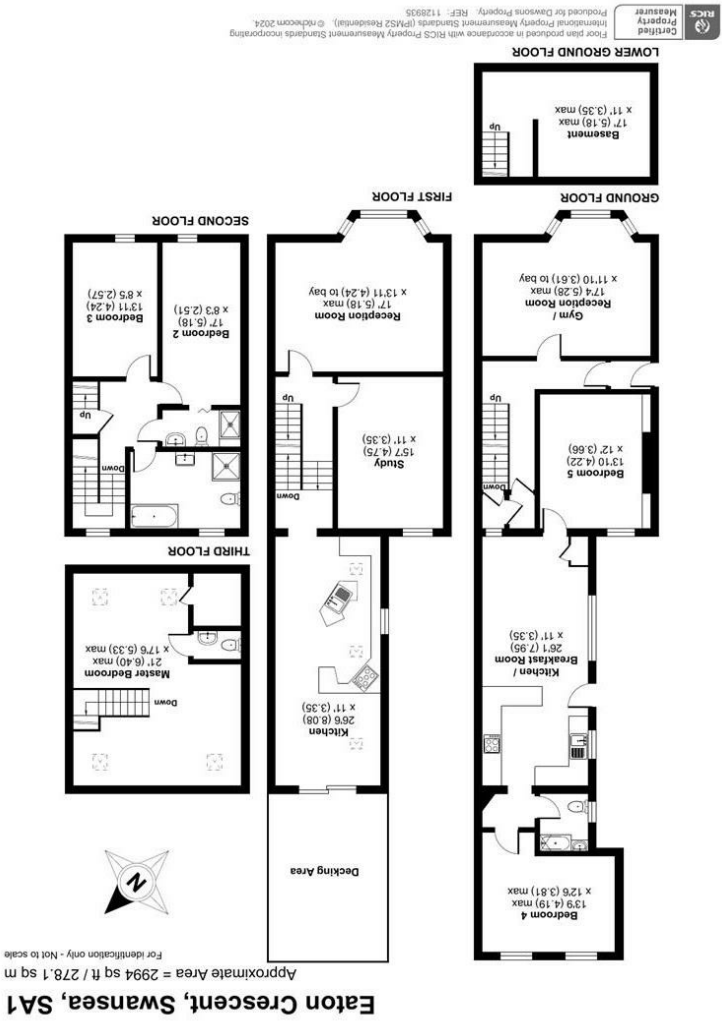 Eaton Crescent, Swansea, SA1
Approximate Area = 2994 sq ft / 278.1 sq m
For identification only - Not to scale
N
Bedroom 4
13'9 (4.19) max
x 12'6 (3.81) max
Kitchen /
Breakfast Room
26'1 (7.95)
x 11' (3.35)
Bedroom 5
13'10 (4.22)
x 12' (3.66)
Down
Up
Gym /
Reception Room
17'4 (5.28) max
x 11'10 (3.61) to bay
GROUND FLOOR
Basement
17' (5.18) max
x 11' (3.35) max
Up
LOWER GROUND FLOOR
Decking Area
Kitchen
26'6 (8.08)
x 11' (3.35)
Down
Up
Study
15'7 (4.75)
x 11' (3.35)
Reception Room
17' (5.18) max
x 13'11 (4.24) to bay
FIRST FLOOR
Down
Master Bedroom
21' (6.40) max
x 17'6 (5.33) max
THIRD FLOOR
Down
Up
Bedroom 2
17' (5.18)
x 8'3 (2.51)
Bedroom 3
13'11 (4.24)
x 8'5 (2.57)
SECOND FLOOR
RICS
Certified
Property
Measurer
Floor plan produced in accordance with RICS Property Measurement Standards incorporating
International Property Measurement Standards (IPMS2 Residential). © nichecom 2024.
Produced for Dawsons Property. REF: 1128935